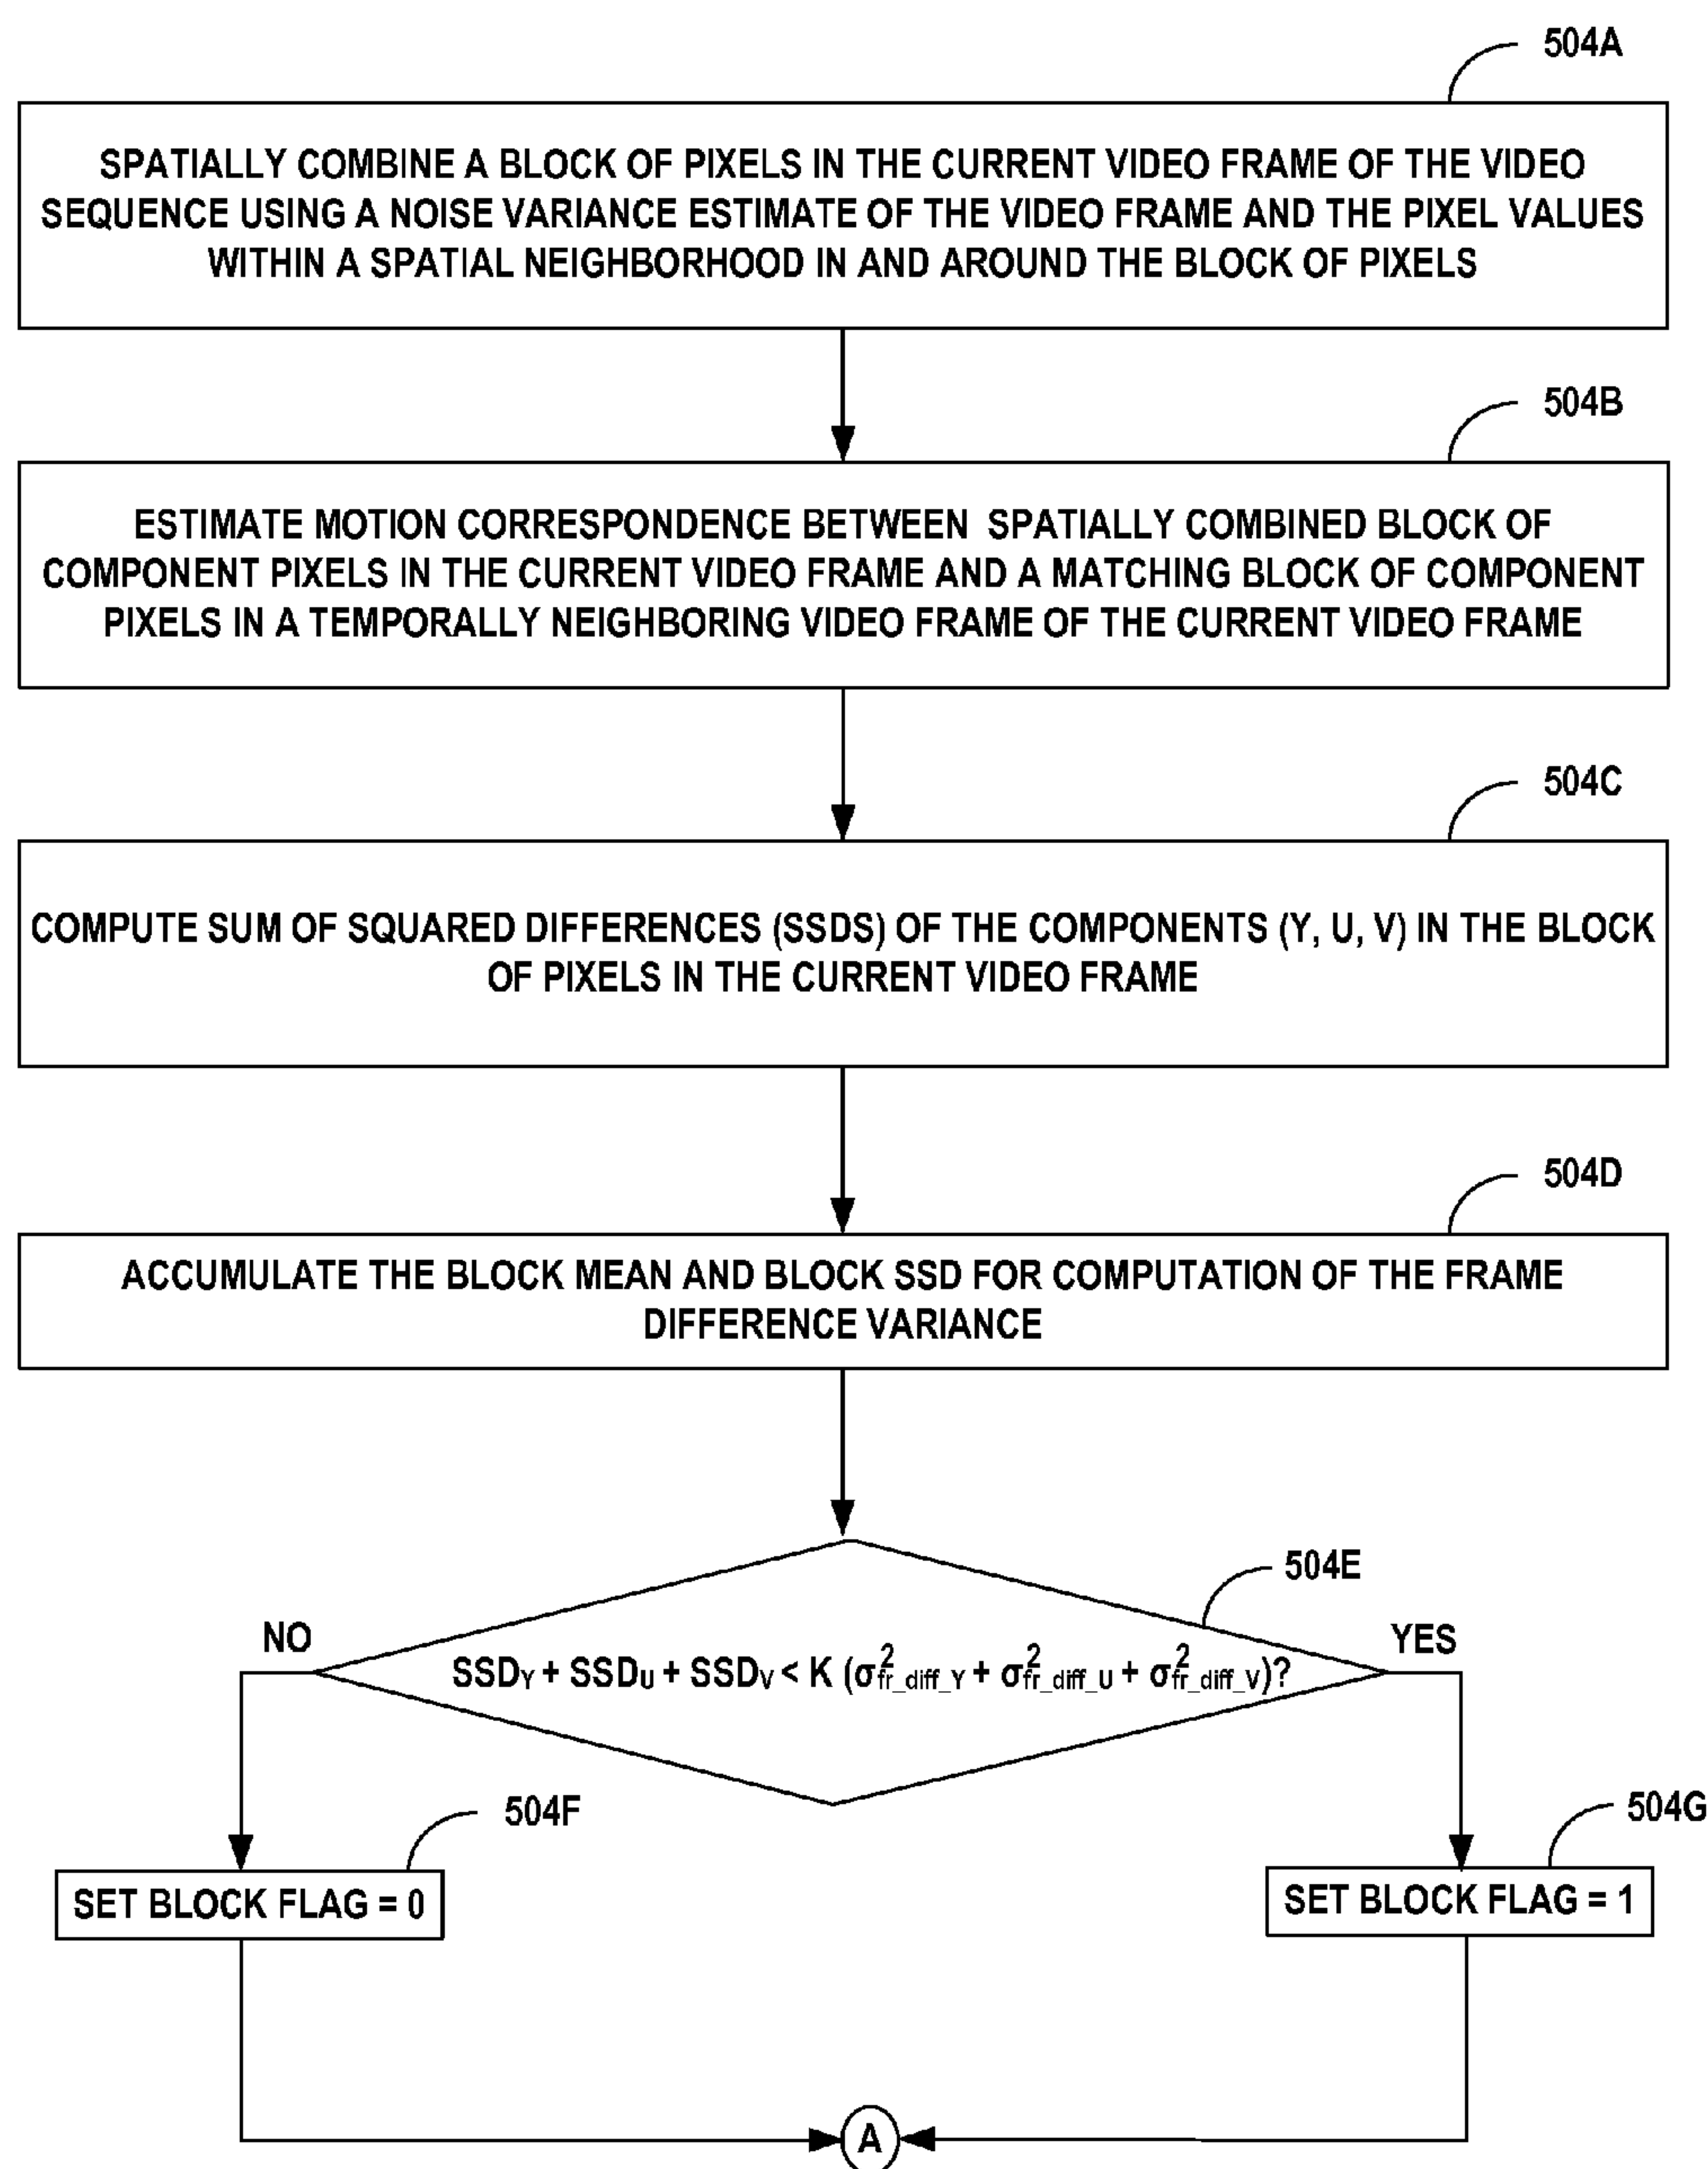 504A
SPATIALLY COMBINE A BLOCK OF PIXELS IN THE CURRENT VIDEO FRAME OF THE VIDEO
SEQUENCE USING A NOISE VARIANCE ESTIMATE OF THE VIDEO FRAME AND THE PIXEL VALUES
WITHIN A SPATIAL NEIGHBORHOOD IN AND AROUND THE BLOCK OF PIXELS
504B
ESTIMATE MOTION CORRESPONDENCE BETWEEN SPATIALLY COMBINED BLOCK OF
COMPONENT PIXELS IN THE CURRENT VIDEO FRAME AND A MATCHING BLOCK OF COMPONENT
PIXELS IN A TEMPORALLY NEIGHBORING VIDEO FRAME OF THE CURRENT VIDEO FRAME
504C
COMPUTE SUM OF SQUARED DIFFERENCES (SSDS) OF THE COMPONENTS (Y, U, V) IN THE BLOCK
OF PIXELS IN THE CURRENT VIDEO FRAME
504D
ACCUMULATE THE BLOCK MEAN AND BLOCK SSD FOR COMPUTATION OF THE FRAME
DIFFERENCE VARIANCE
504E
NO
YES
SSD_Y + SSD_U + SSD_V < K (σ²_fr_diff_Y + σ²_fr_diff_U + σ²_fr_diff_V)?
504F
504G
SET BLOCK FLAG = 0
SET BLOCK FLAG = 1
A